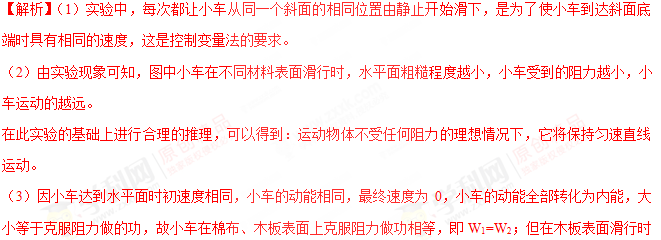 【解析】（1）实验中，每次都让小车从同一个斜面的相同位置由静止开始滑下，是为了使小车到达斜面底
端时具有相同的速度，这是控制变量法的要求。
（2）由实验现象可知，图中小车在不同材料表面滑行时，水平面粗糙程度越小，小车受到的阻力越小，小
车运动的越远。
在此实验的基础上进行合理的推理，可以得到：运动物体不受任何阻力的理想情况下，它将保持匀速直线
运动。
（3）因小车达到水平面时初速度相同，小车的动能相同，最终速度为 0，小车的动能全部转化为内能，大
小等于克服阻力做的功，故小车在棉布、木板表面上克服阻力做功相等，即 W₁=W₂；但在木板表面滑行时